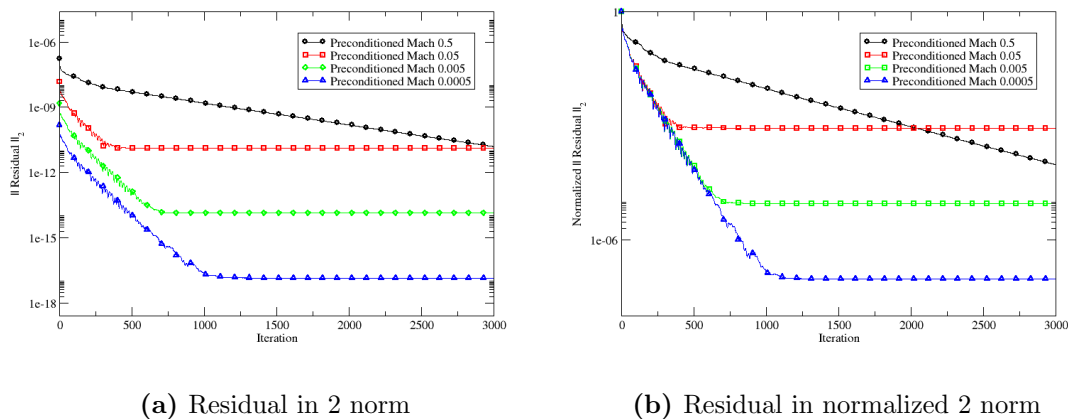 1e-06
1e-09
1e-12
1e-15
1e-18
|| Residual ||2
0
500
1000
1500
2000
2500
3000
Iteration
Preconditioned Mach 0.5
Preconditioned Mach 0.05
Preconditioned Mach 0.005
Preconditioned Mach 0.0005
(a) Residual in 2 norm
1
1e-06
Normalized || Residual ||2
0
500
1000
1500
2000
2500
3000
Iteration
Preconditioned Mach 0.5
Preconditioned Mach 0.05
Preconditioned Mach 0.005
Preconditioned Mach 0.0005
(b) Residual in normalized 2 norm